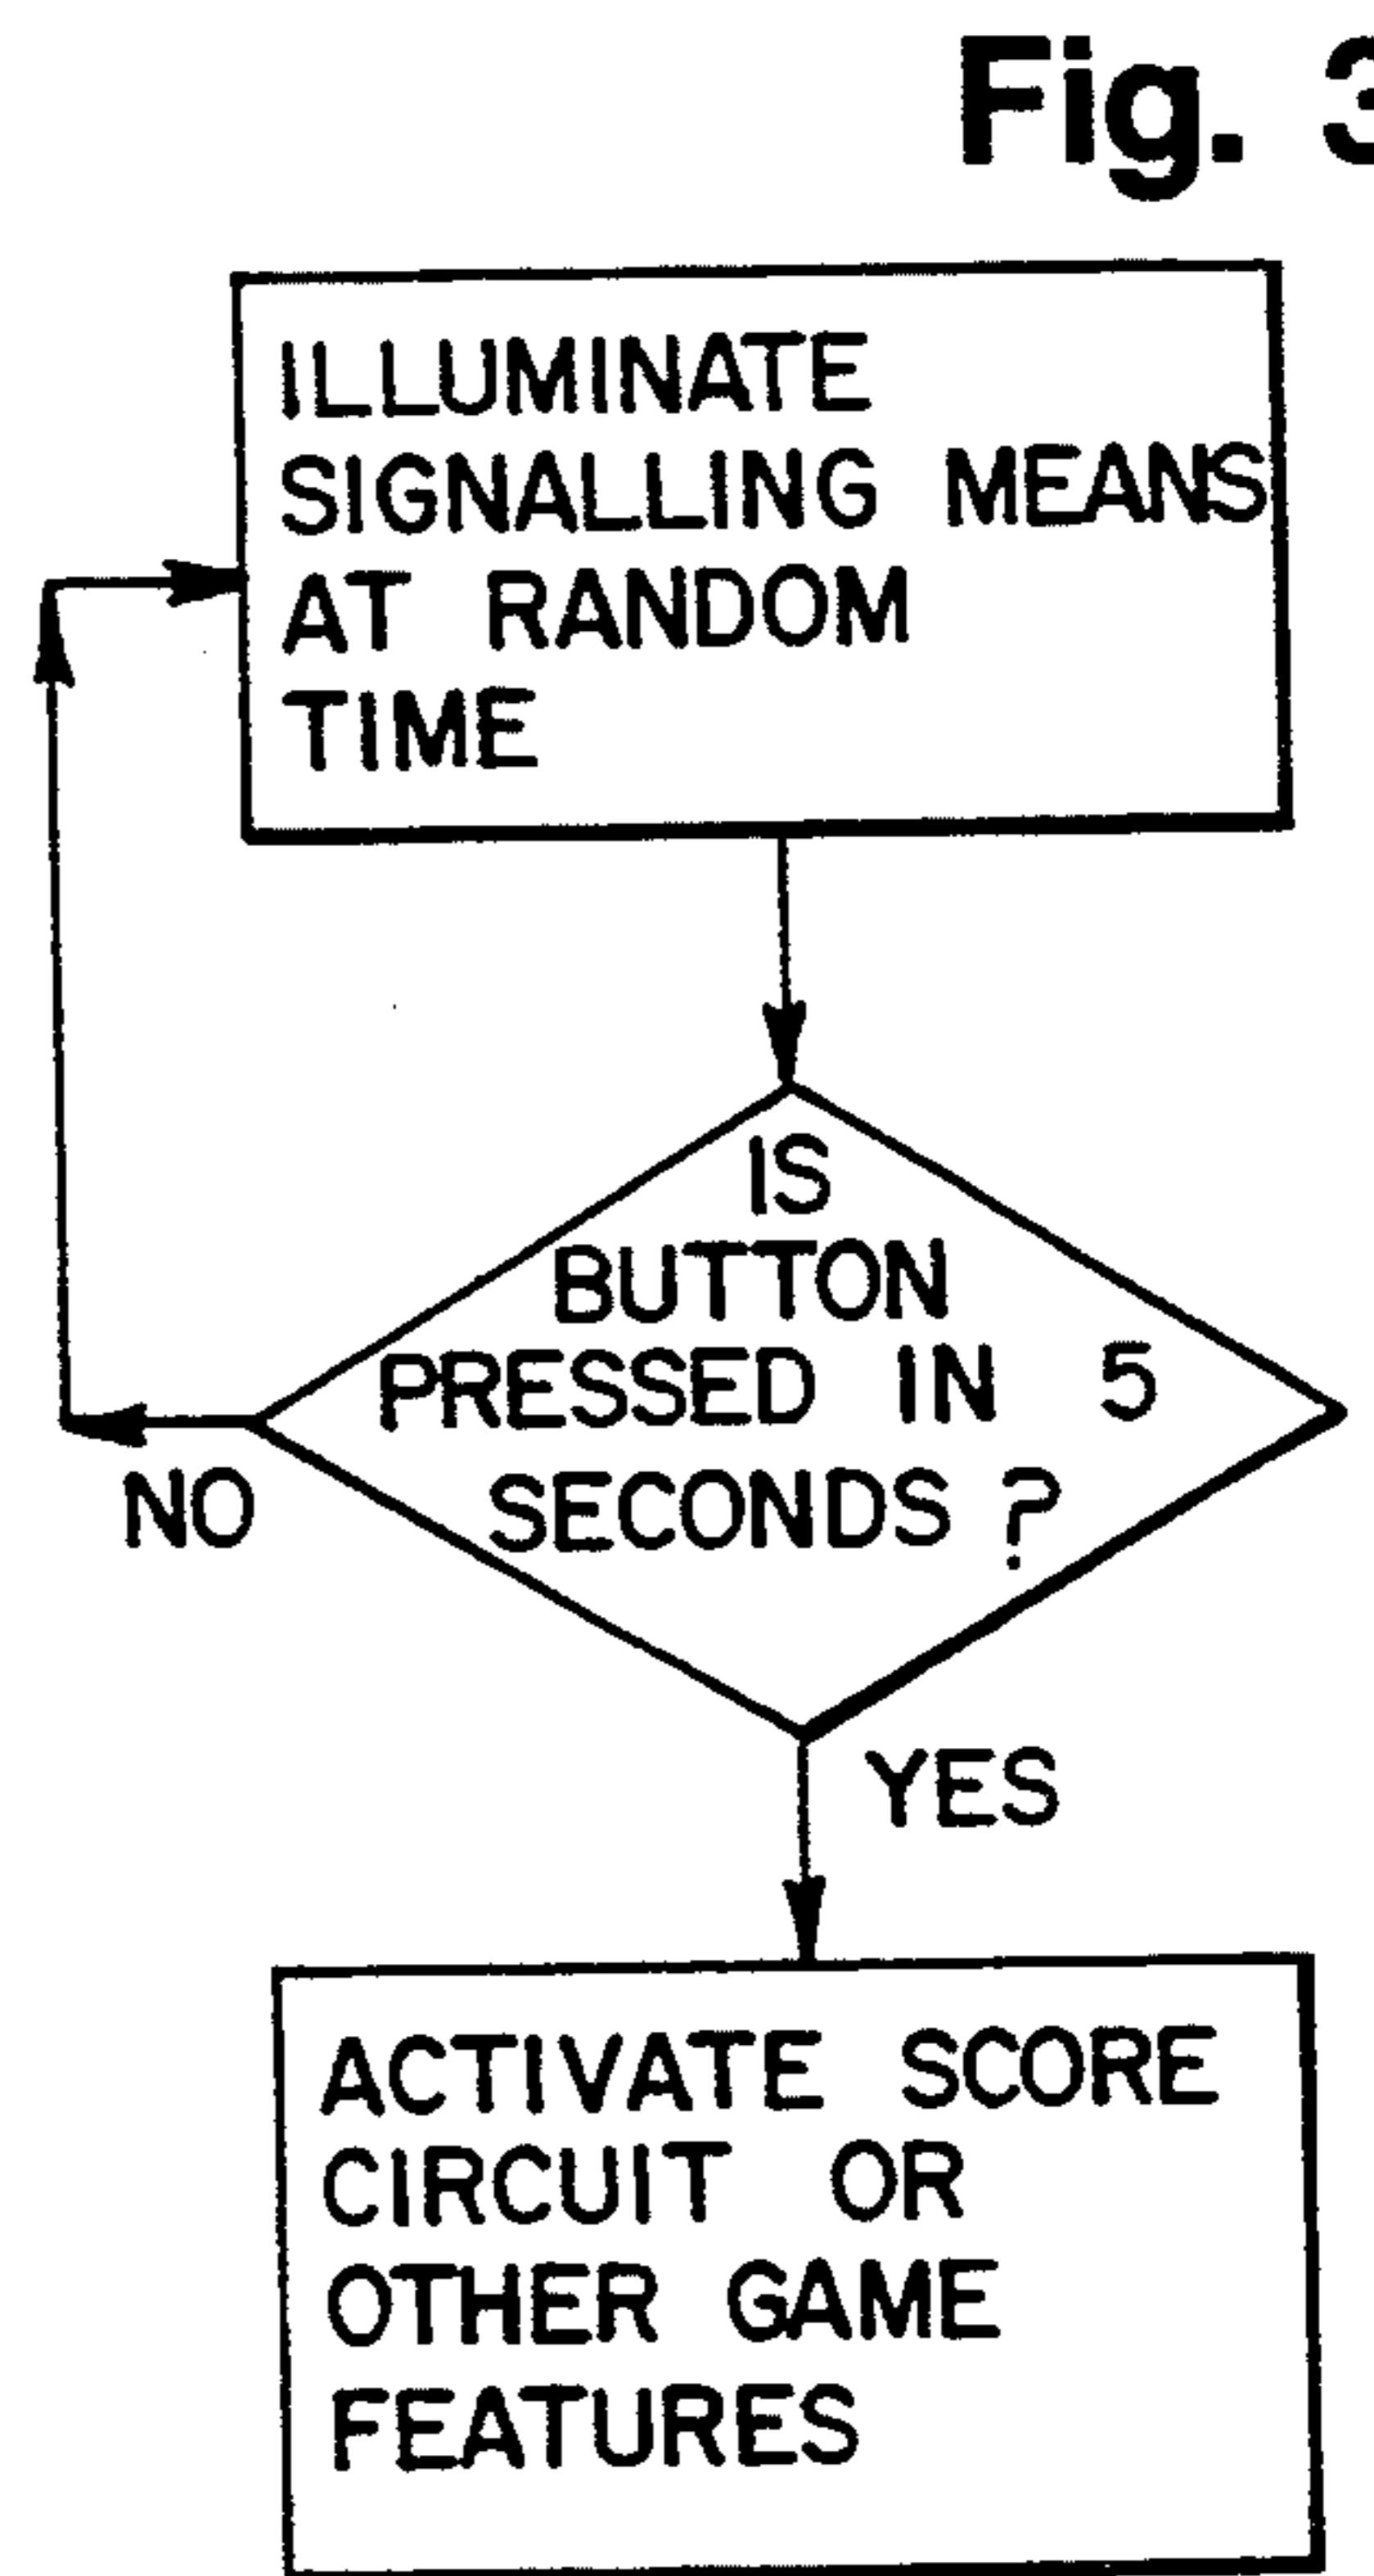 Fig. 3
ILLUMINATE
SIGNALLING MEANS
AT RANDOM
TIME
IS
BUTTON
PRESSED IN 5
SECONDS ?
NO
YES
ACTIVATE SCORE
CIRCUIT OR
OTHER GAME
FEATURES